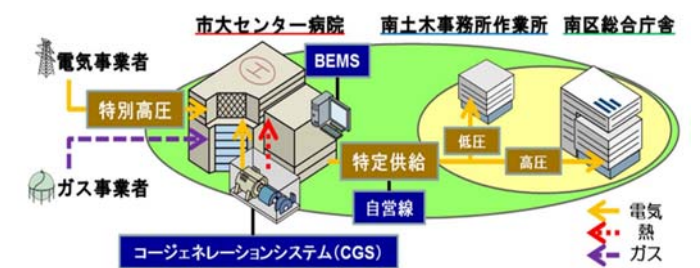 市大センター病院
南土木事務所作業所
南区総合庁舎
電気事業者
BEMS
特別高圧
低圧
特定供給
高圧
ガス事業者
自営線
電気
熱
ガス
コージェネレーションシステム(CGS)
H